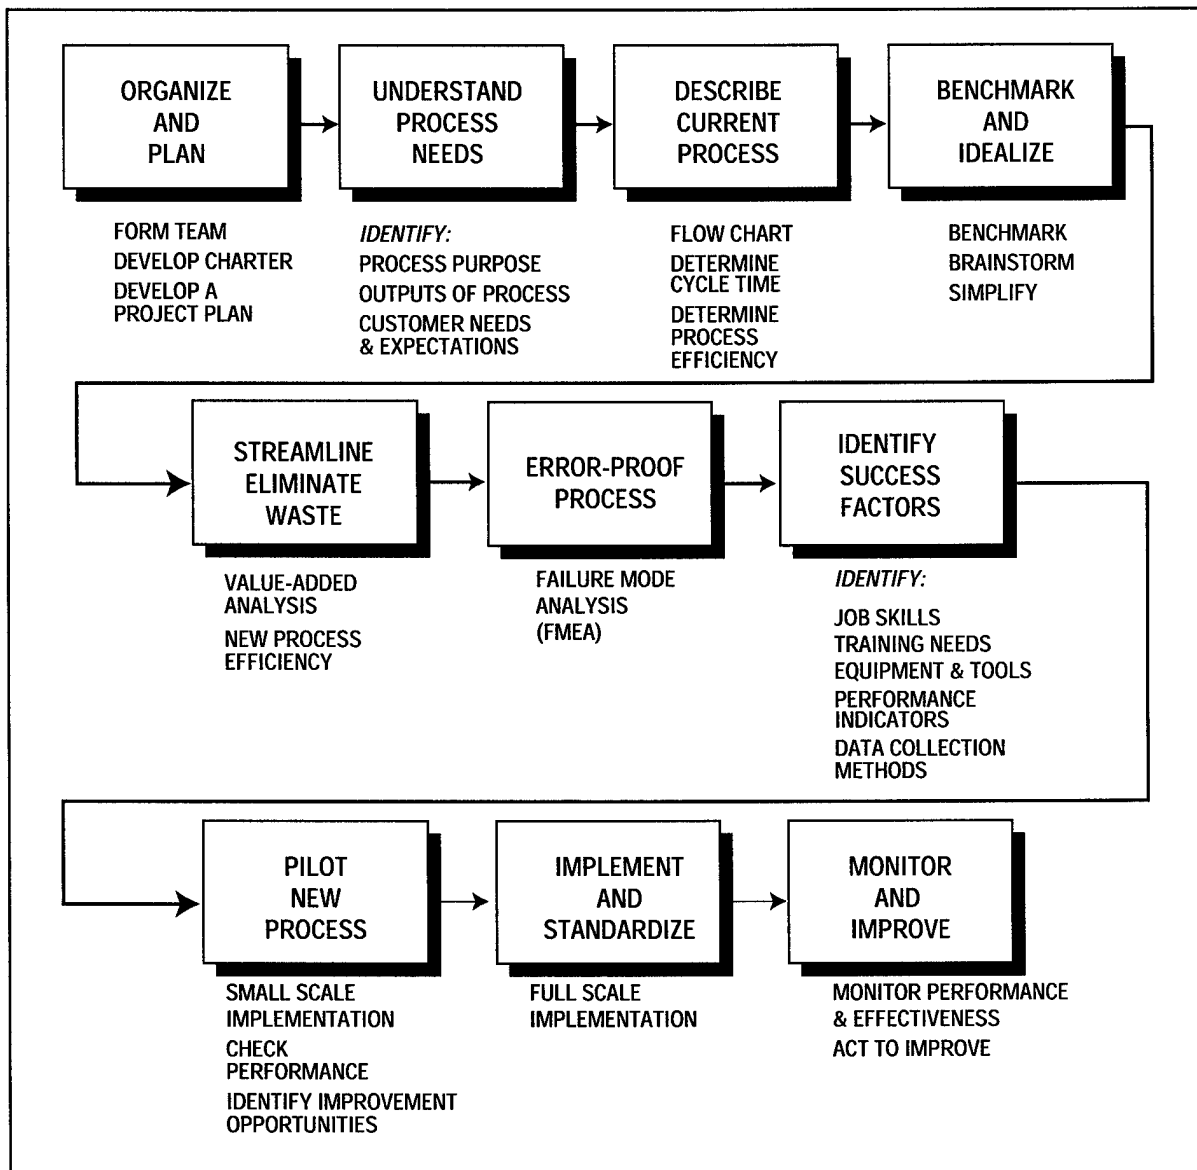 ORGANIZE
AND
PLAN
UNDERSTAND
PROCESS
NEEDS
DESCRIBE
CURRENT
PROCESS
BENCHMARK
AND
IDEALIZE
FORM TEAM
DEVELOP CHARTER
DEVELOP A
PROJECT PLAN
IDENTIFY:
PROCESS PURPOSE
OUTPUTS OF PROCESS
CUSTOMER NEEDS
& EXPECTATIONS
FLOW CHART
DETERMINE
CYCLE TIME
DETERMINE
PROCESS
EFFICIENCY
BENCHMARK
BRAINSTORM
SIMPLIFY
STREAMLINE
ELIMINATE
WASTE
ERROR-PROOF
PROCESS
IDENTIFY
SUCCESS
FACTORS
VALUE-ADDED
ANALYSIS
NEW PROCESS
EFFICIENCY
FAILURE MODE
ANALYSIS
(FMEA)
IDENTIFY:
JOB SKILLS
TRAINING NEEDS
EQUIPMENT & TOOLS
PERFORMANCE
INDICATORS
DATA COLLECTION
METHODS
PILOT
NEW
PROCESS
IMPLEMENT
AND
STANDARDIZE
MONITOR
AND
IMPROVE
SMALL SCALE
IMPLEMENTATION
CHECK
PERFORMANCE
IDENTIFY IMPROVEMENT
OPPORTUNITIES
FULL SCALE
IMPLEMENTATION
MONITOR PERFORMANCE
& EFFECTIVENESS
ACT TO IMPROVE